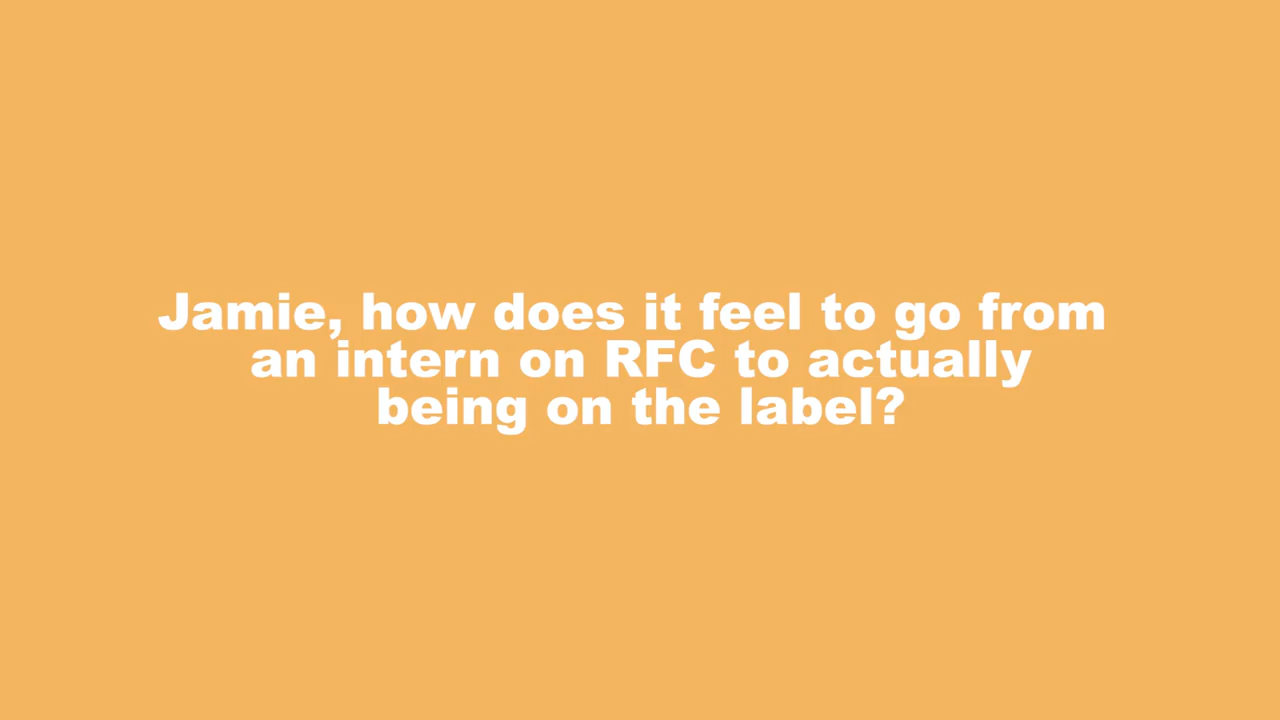 Jamie, how does it feel to go from
an intern on RFC to actually
being on the label?